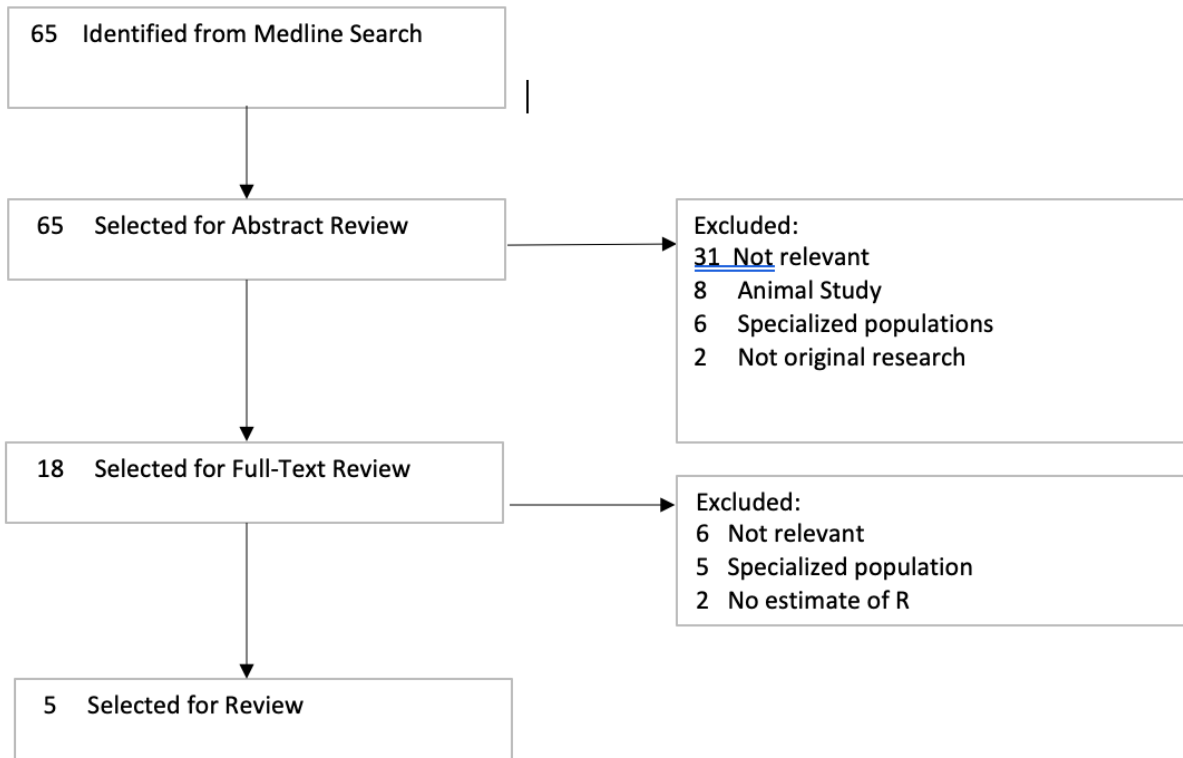 65 Identified from Medline Search
65 Selected for Abstract Review
Excluded:
31 Not relevant
8 Animal Study
6 Specialized populations
2 Not original research
18 Selected for Full-Text Review
Excluded:
6 Not relevant
5 Specialized population
2 No estimate of R
5 Selected for Review